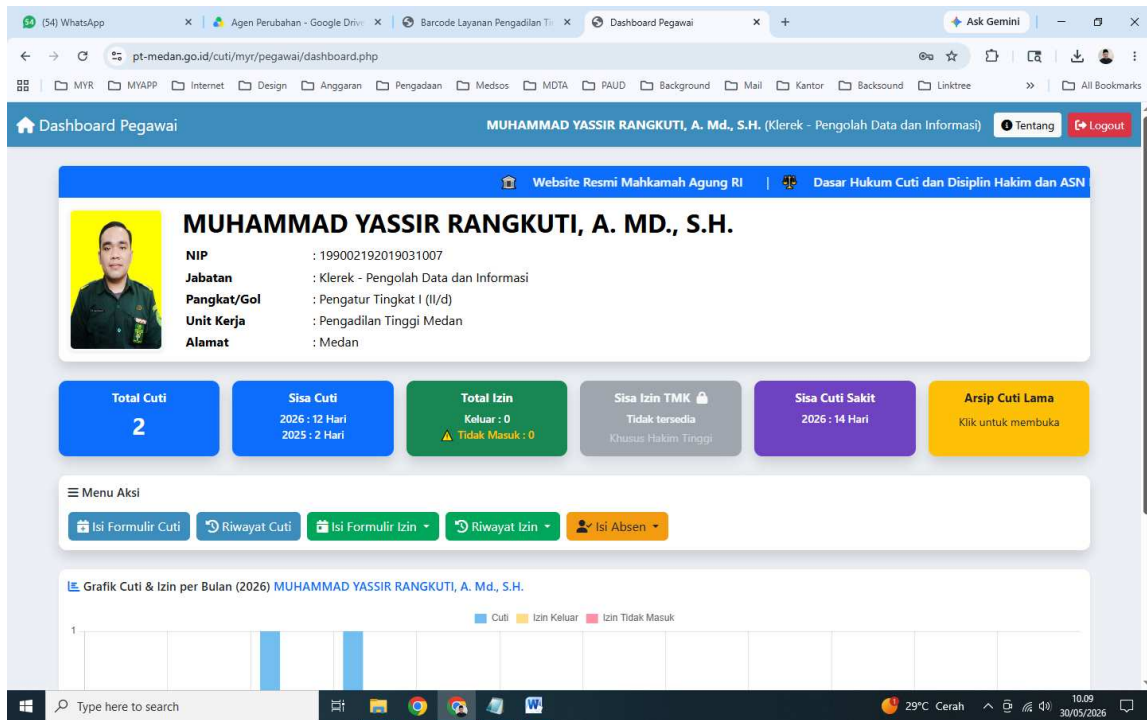 (54) WhatsApp
Agen Perubahan - Google Drive
Barcode Layanan Pengadilan Ti
Dashboard Pegawai
Ask Gemini
pt-medan.go.id/cuti/myr/pegawai/dashboard.php
MYR MYAPP Internet Design Anggaran Pengadaan Medsos MDTA PAUD Background Mail Kantor Backsound Linktree » All Bookmarks
Dashboard Pegawai
MUHAMMAD YASSIR RANGKUTI, A. Md., S.H. (Klerek - Pengolah Data dan Informasi)
Tentang
Logout
Website Resmi Mahkamah Agung RI | Dasar Hukum Cuti dan Disiplin Hakim dan ASN
MUHAMMAD YASSIR RANGKUTI, A. MD., S.H.
NIP : 199002192019031007
Jabatan : Klerek - Pengolah Data dan Informasi
Pangkat/Gol : Pengatur Tingkat I (II/d)
Unit Kerja : Pengadilan Tinggi Medan
Alamat : Medan
Total Cuti
2
Sisa Cuti
2026 : 12 Hari
2025 : 2 Hari
Total Izin
Keluar : 0
Tidak Masuk : 0
Sisa Izin TMK
Tidak tersedia
Khusus Hakim Tinggi
Sisa Cuti Sakit
2026 : 14 Hari
Arsip Cuti Lama
Klik untuk membuka
Menu Aksi
Isi Formulir Cuti
Riwayat Cuti
Isi Formulir Izin
Riwayat Izin
Isi Absen
Grafik Cuti & Izin per Bulan (2026) MUHAMMAD YASSIR RANGKUTI, A. Md., S.H.
Cuti Izin Keluar Izin Tidak Masuk
1
Type here to search
29°C Cerah
10.09
30/05/2026